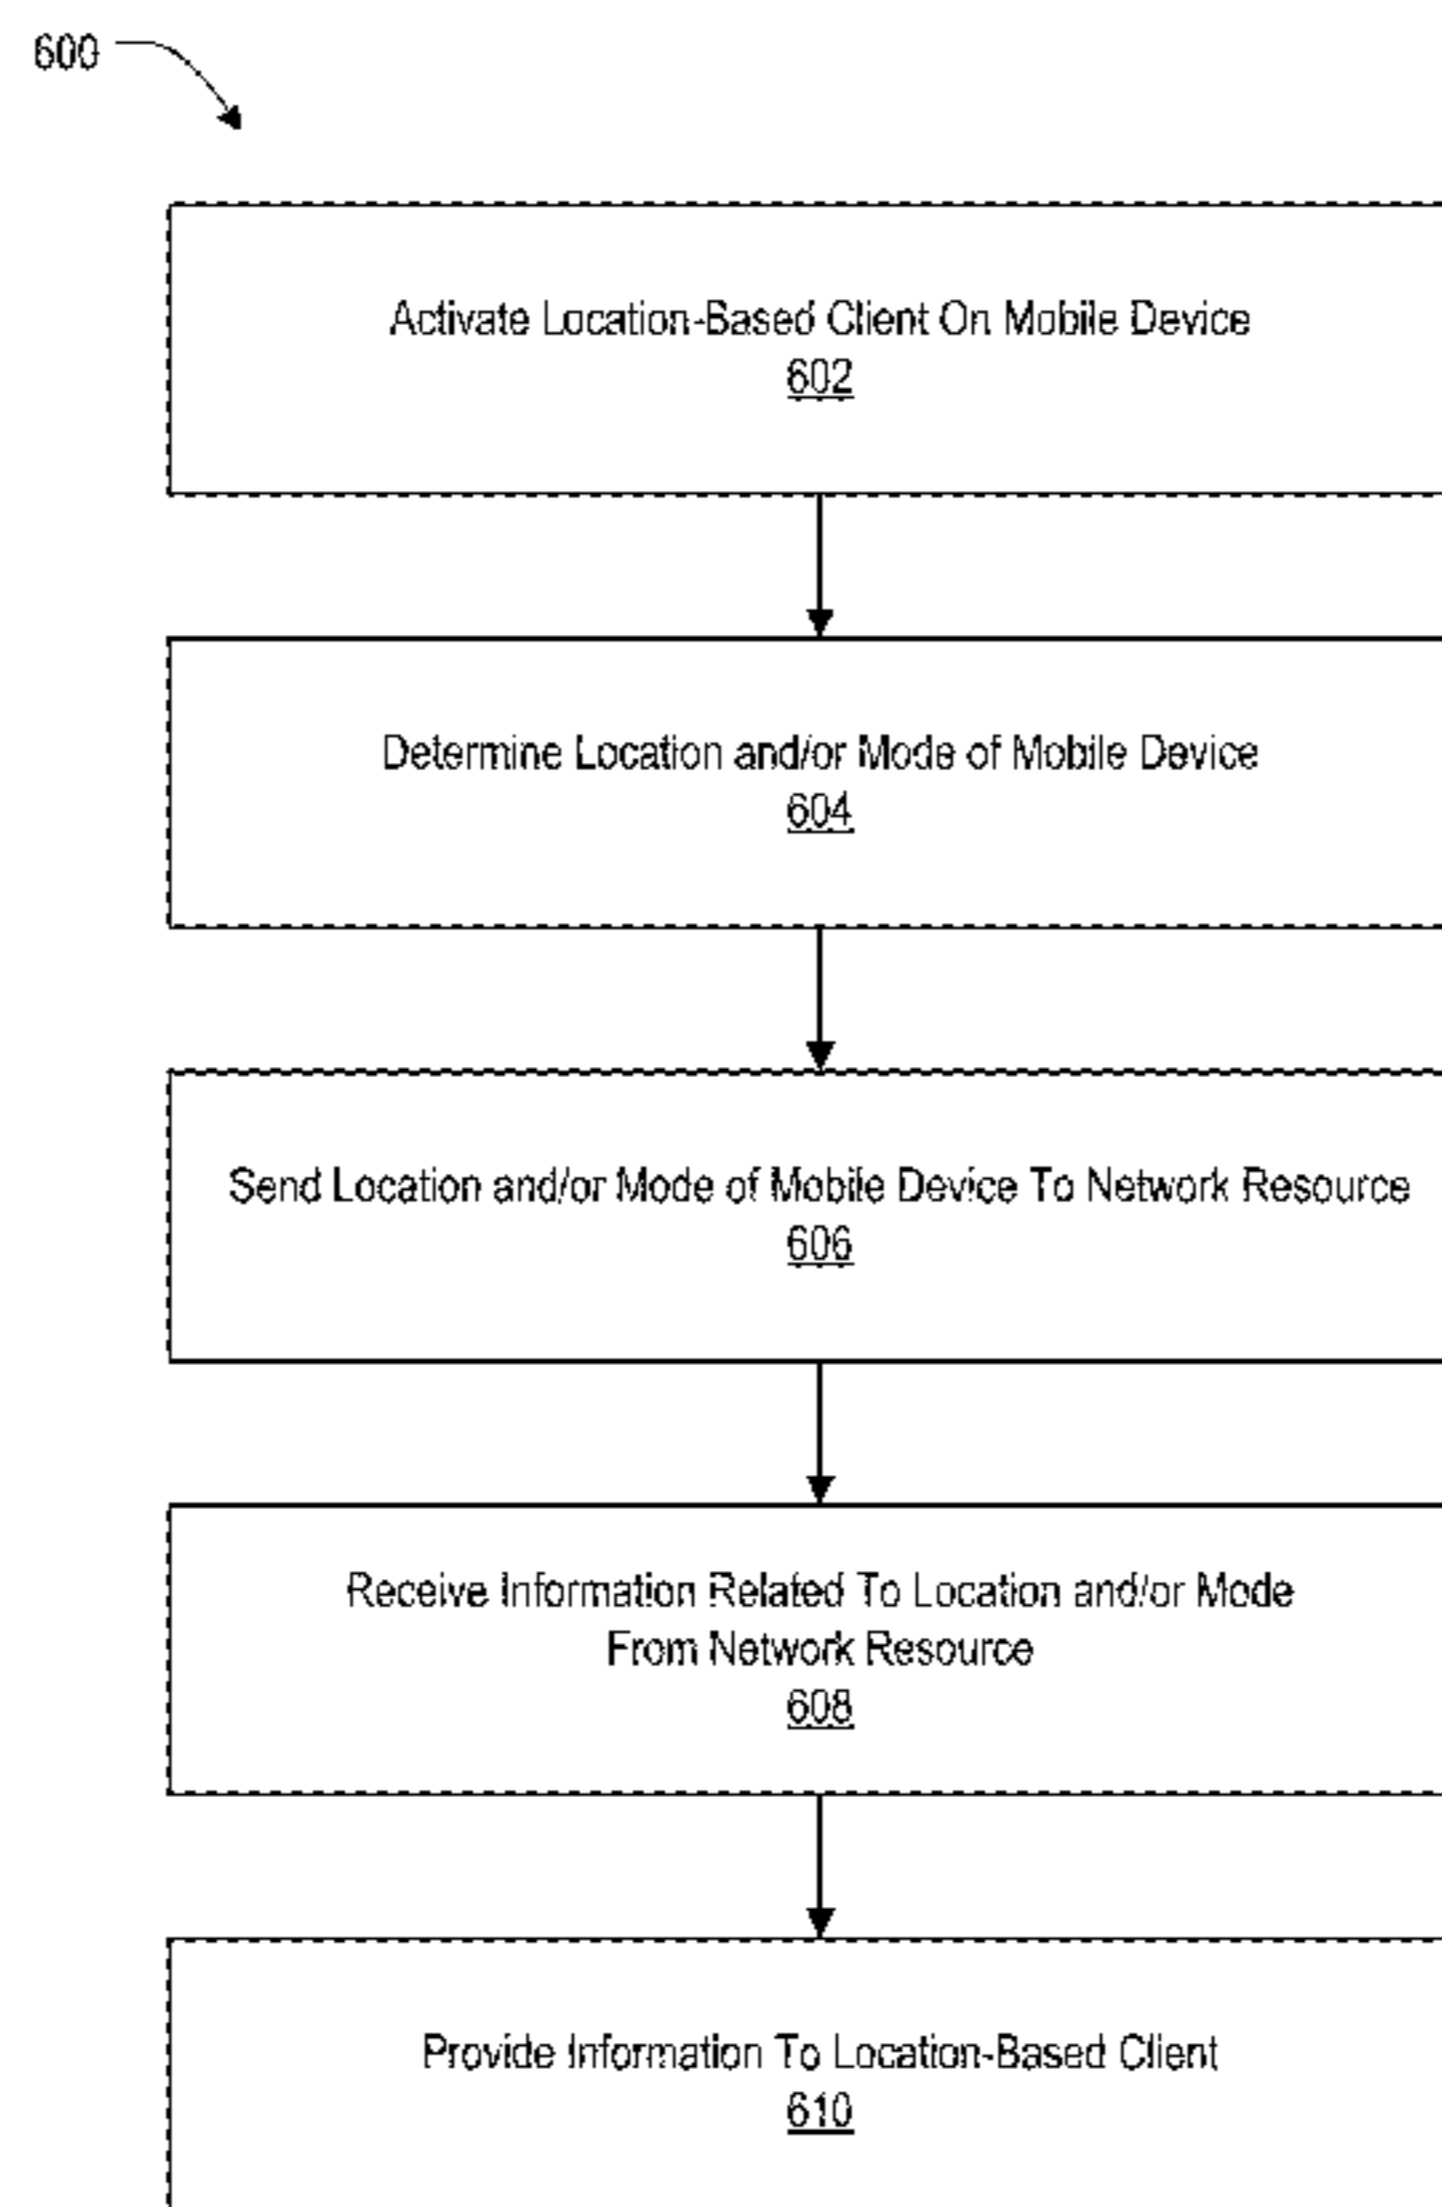 600
Activate Location-Based Client On Mobile Device
602
Determine Location and/or Mode of Mobile Device
604
Send Location and/or Mode of Mobile Device To Network Resource
606
Receive Information Related To Location and/or Mode
From Network Resource
608
Provide Information To Location-Based Client
610